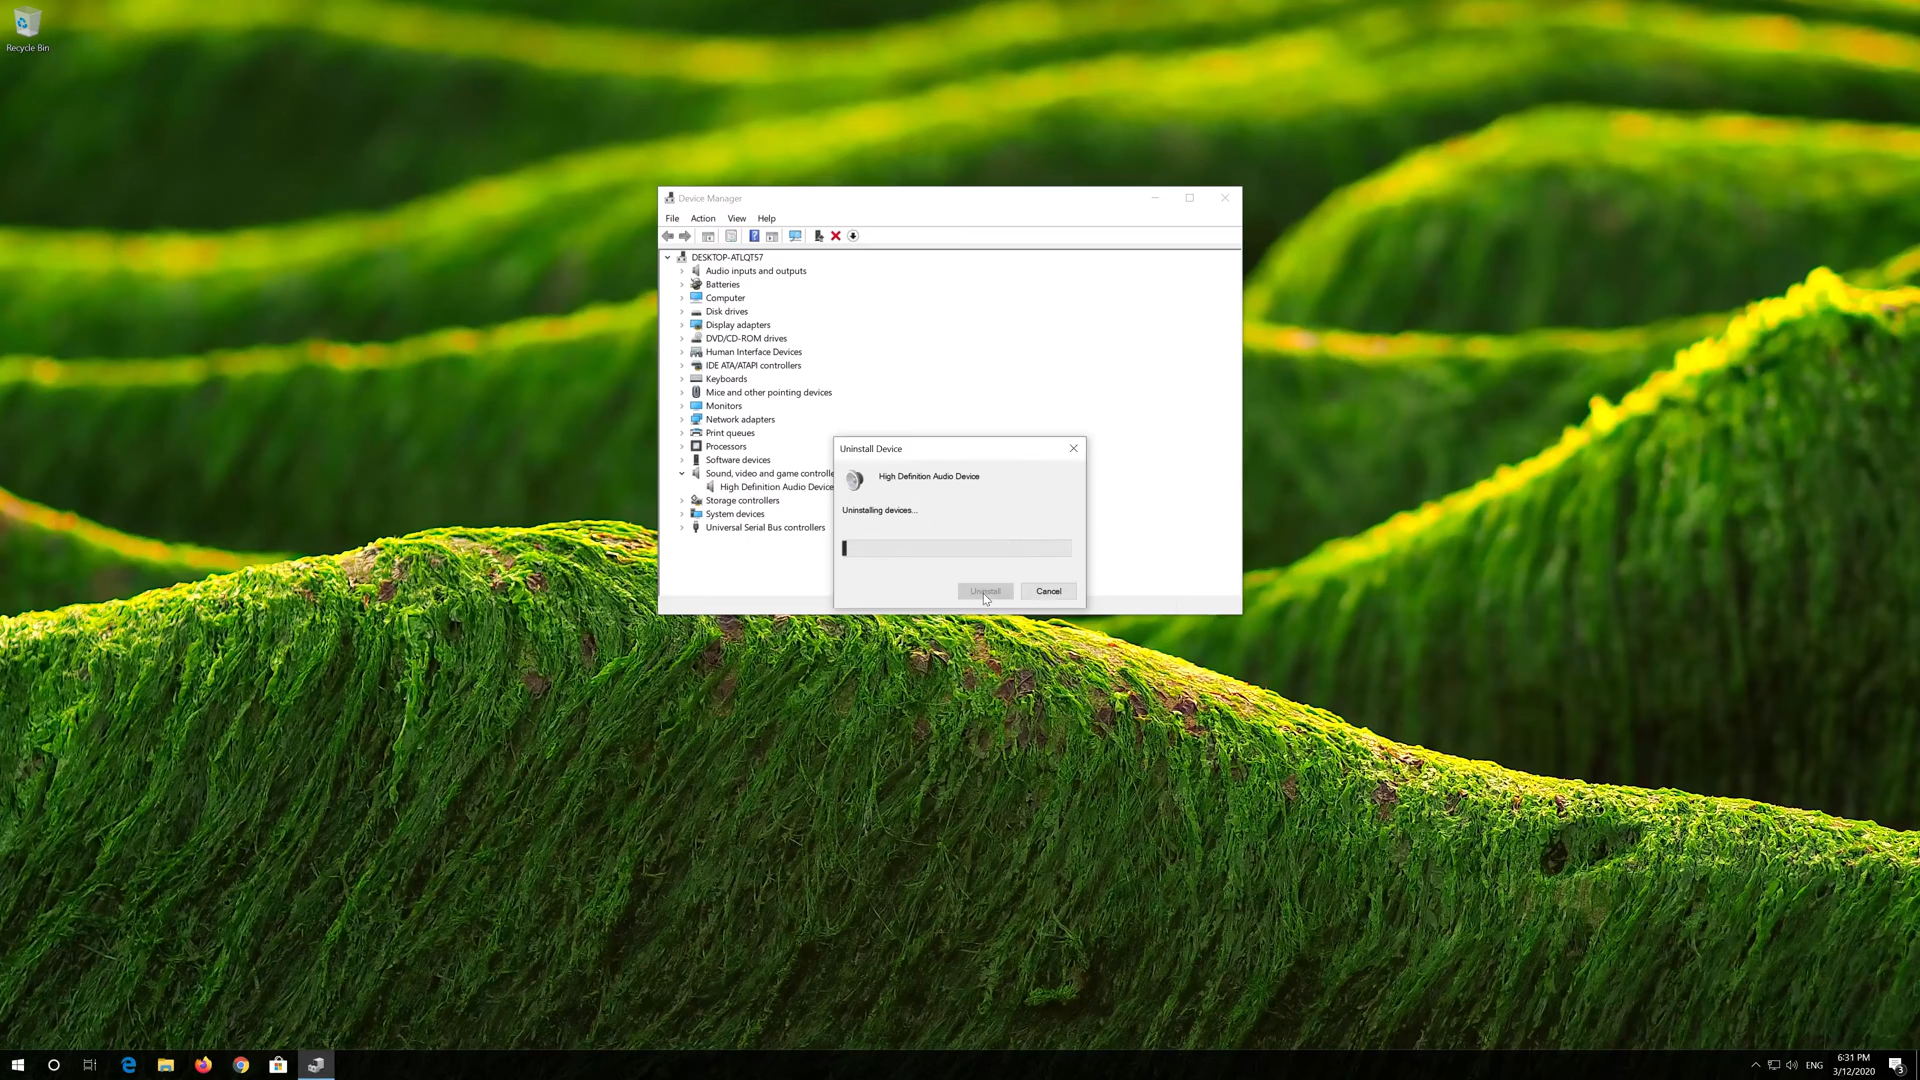 Recycle Bin
Device Manager
File Action View Help
DESKTOP-ATLQT57
Audio inputs and outputs
Batteries
Computer
Disk drives
Display adapters
DVD/CD-ROM drives
Human Interface Devices
IDE ATA/ATAPI controllers
Keyboards
Mice and other pointing devices
Monitors
Network adapters
Print queues
Processors
Software devices
Sound, video and game controlle
High Definition Audio Device
Storage controllers
System devices
Universal Serial Bus controllers
Uninstall Device
High Definition Audio Device
Uninstalling devices...
Uninstall Cancel
ENG
6:31 PM
3/12/2020
3